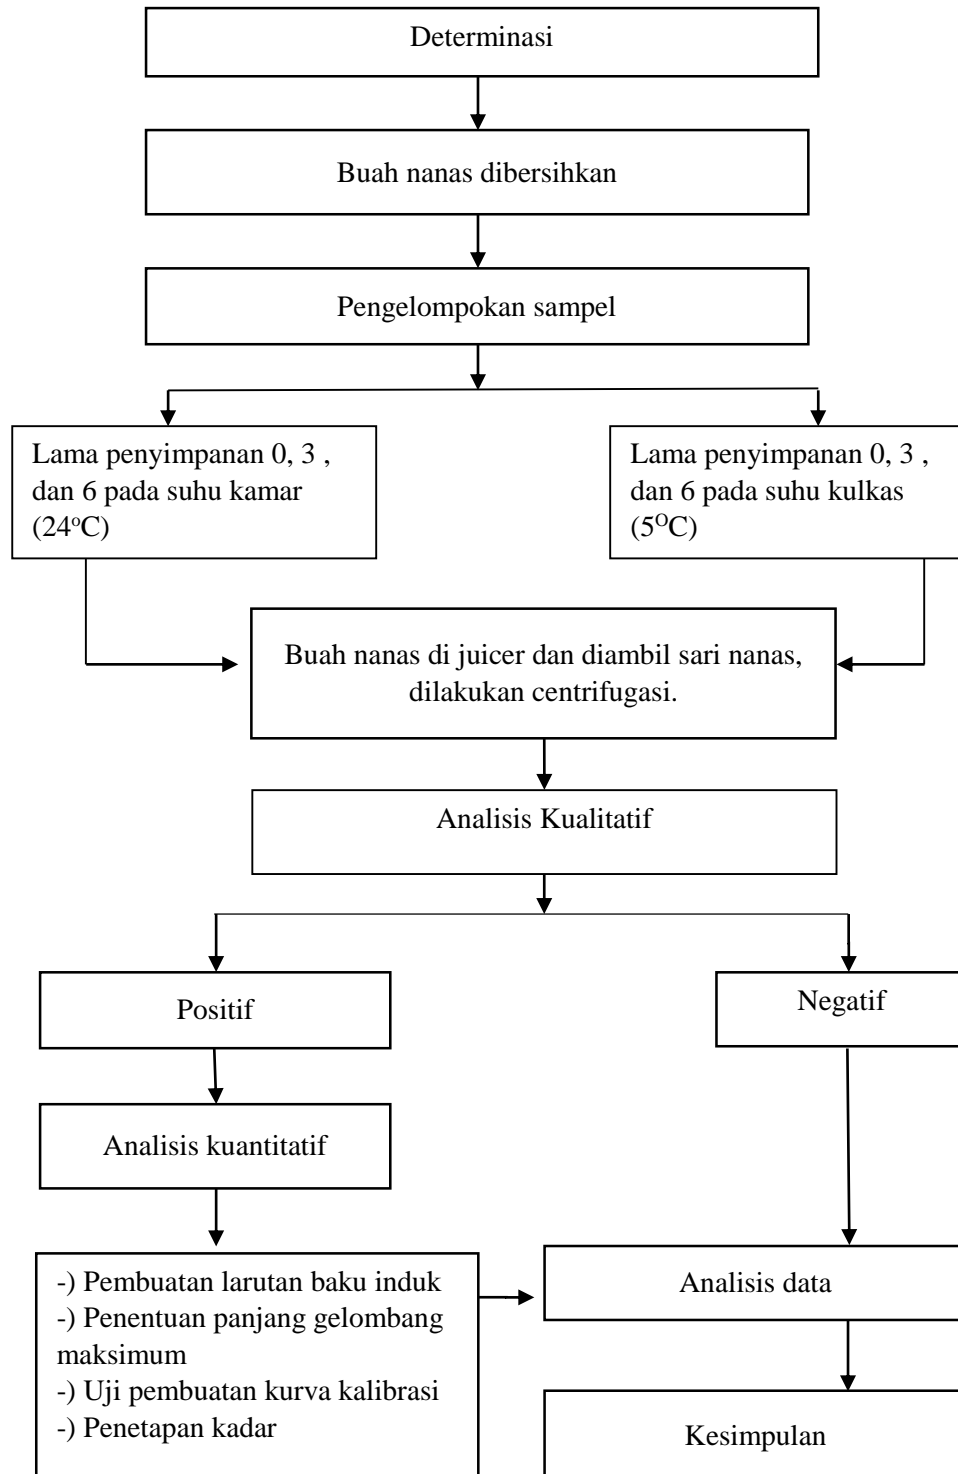 Determinasi
Buah nanas dibersihkan
Pengelompokan sampel
Lama penyimpanan 0, 3 ,
dan 6 pada suhu kamar
(24°C)
Lama penyimpanan 0, 3 ,
dan 6 pada suhu kulkas
(5ᴼC)
Buah nanas di juicer dan diambil sari nanas,
dilakukan centrifugasi.
Analisis Kualitatif
Positif
Negatif
Analisis kuantitatif
-) Pembuatan larutan baku induk
-) Penentuan panjang gelombang
maksimum
-) Uji pembuatan kurva kalibrasi
-) Penetapan kadar
Analisis data
Kesimpulan